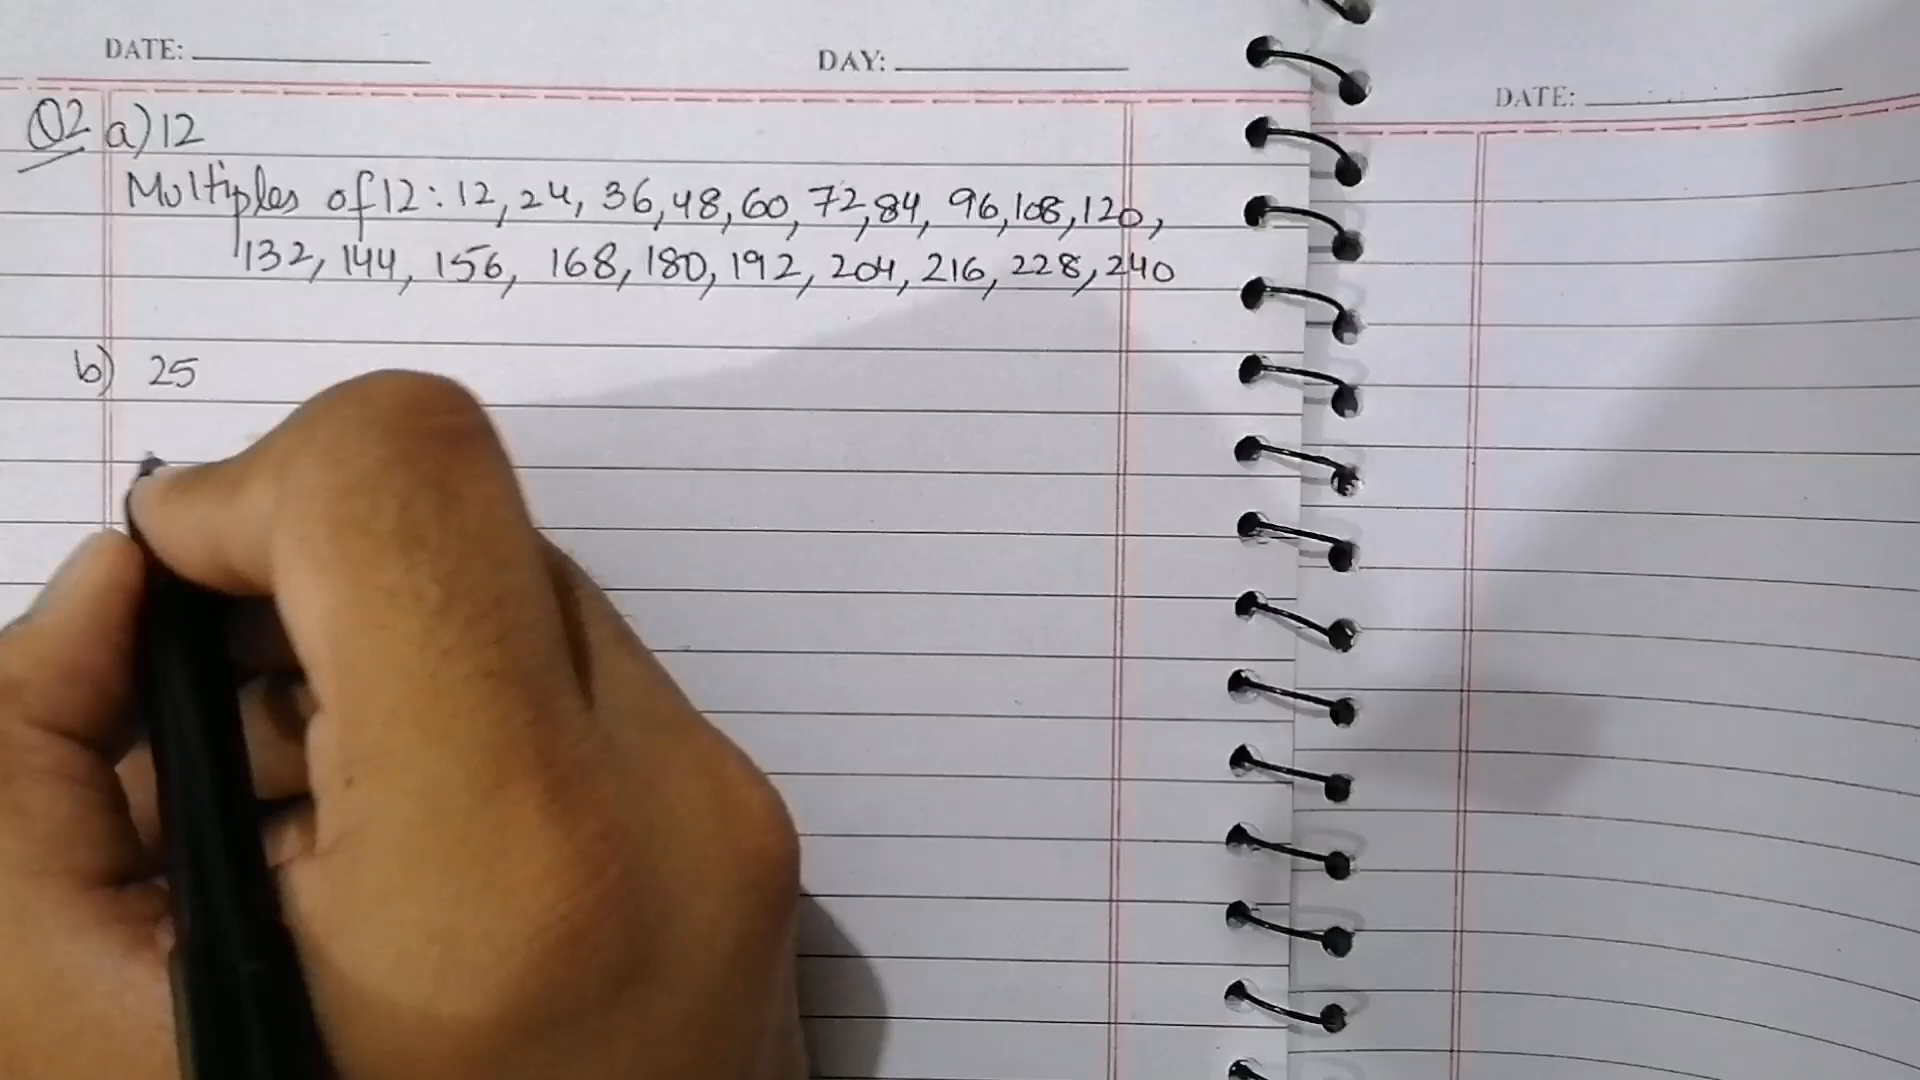 DATE: DAY:
DATE:
Q2 a) 12
Multiples of 12: 12, 24, 36, 48, 60, 72, 84, 96, 108, 120,
132, 144, 156, 168, 180, 192, 204, 216, 228, 240
b) 25